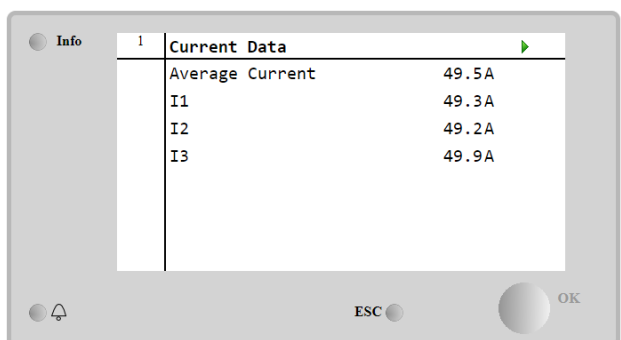 Info
1 Current Data
Average Current 49.5A
I1 49.3A
I2 49.2A
I3 49.9A
ESC OK